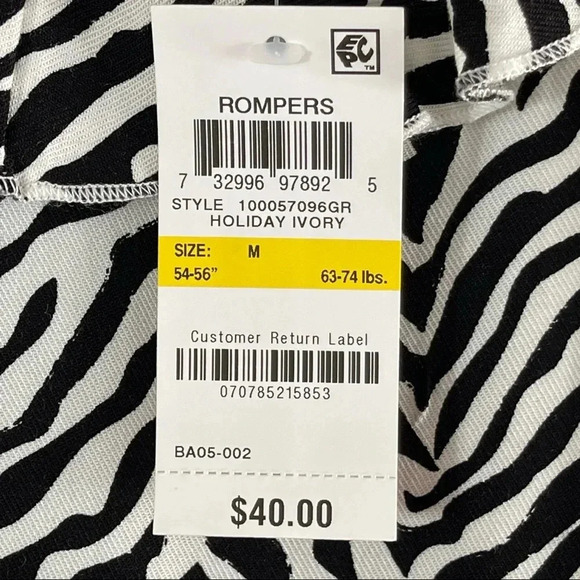 EPC™
ROMPERS
7 32996 97892 5
STYLE 100057096GR
HOLIDAY IVORY
SIZE: M
54-56" 63-74 lbs.
Customer Return Label
070785215853
BA05-002
$40.00